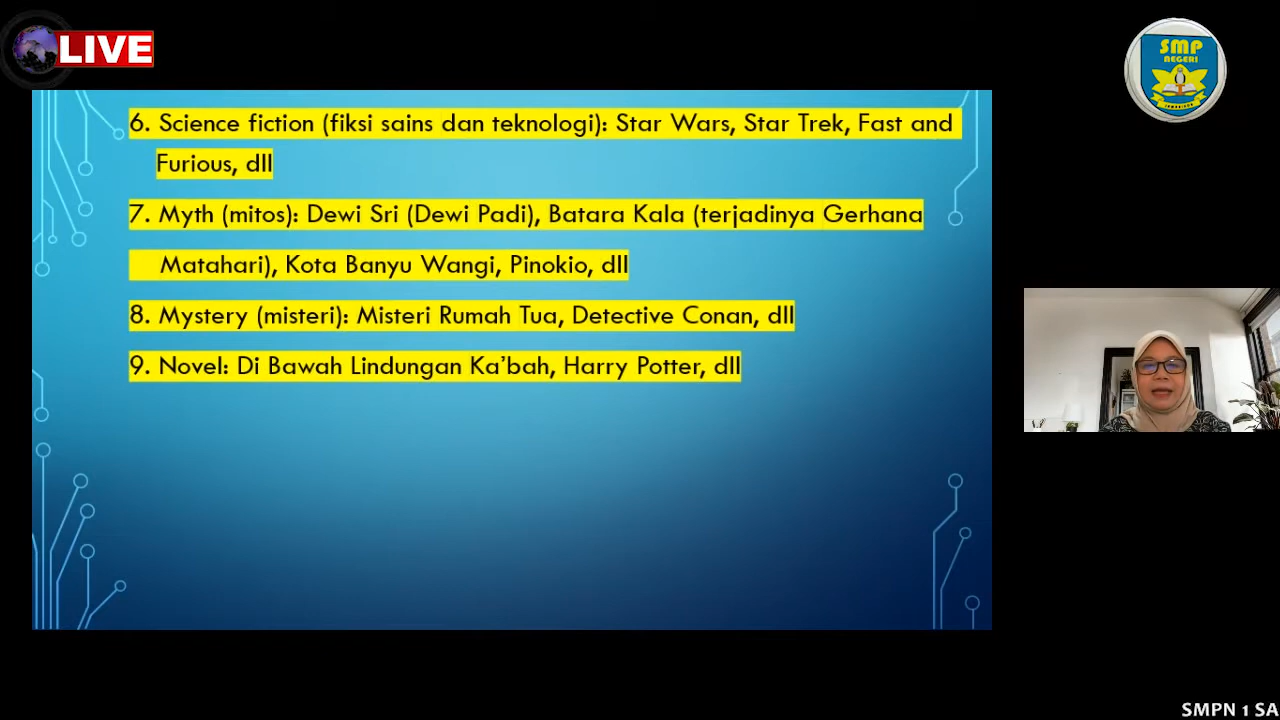 LIVE
SMP
NEGERI
6. Science fiction (fiksi sains dan teknologi): Star Wars, Star Trek, Fast and
Furious, dll
7. Myth (mitos): Dewi Sri (Dewi Padi), Batara Kala (terjadinya Gerhana
Matahari), Kota Banyu Wangi, Pinokio, dll
8. Mystery (misteri): Misteri Rumah Tua, Detective Conan, dll
9. Novel: Di Bawah Lindungan Ka’bah, Harry Potter, dll
SMPN 1 SA